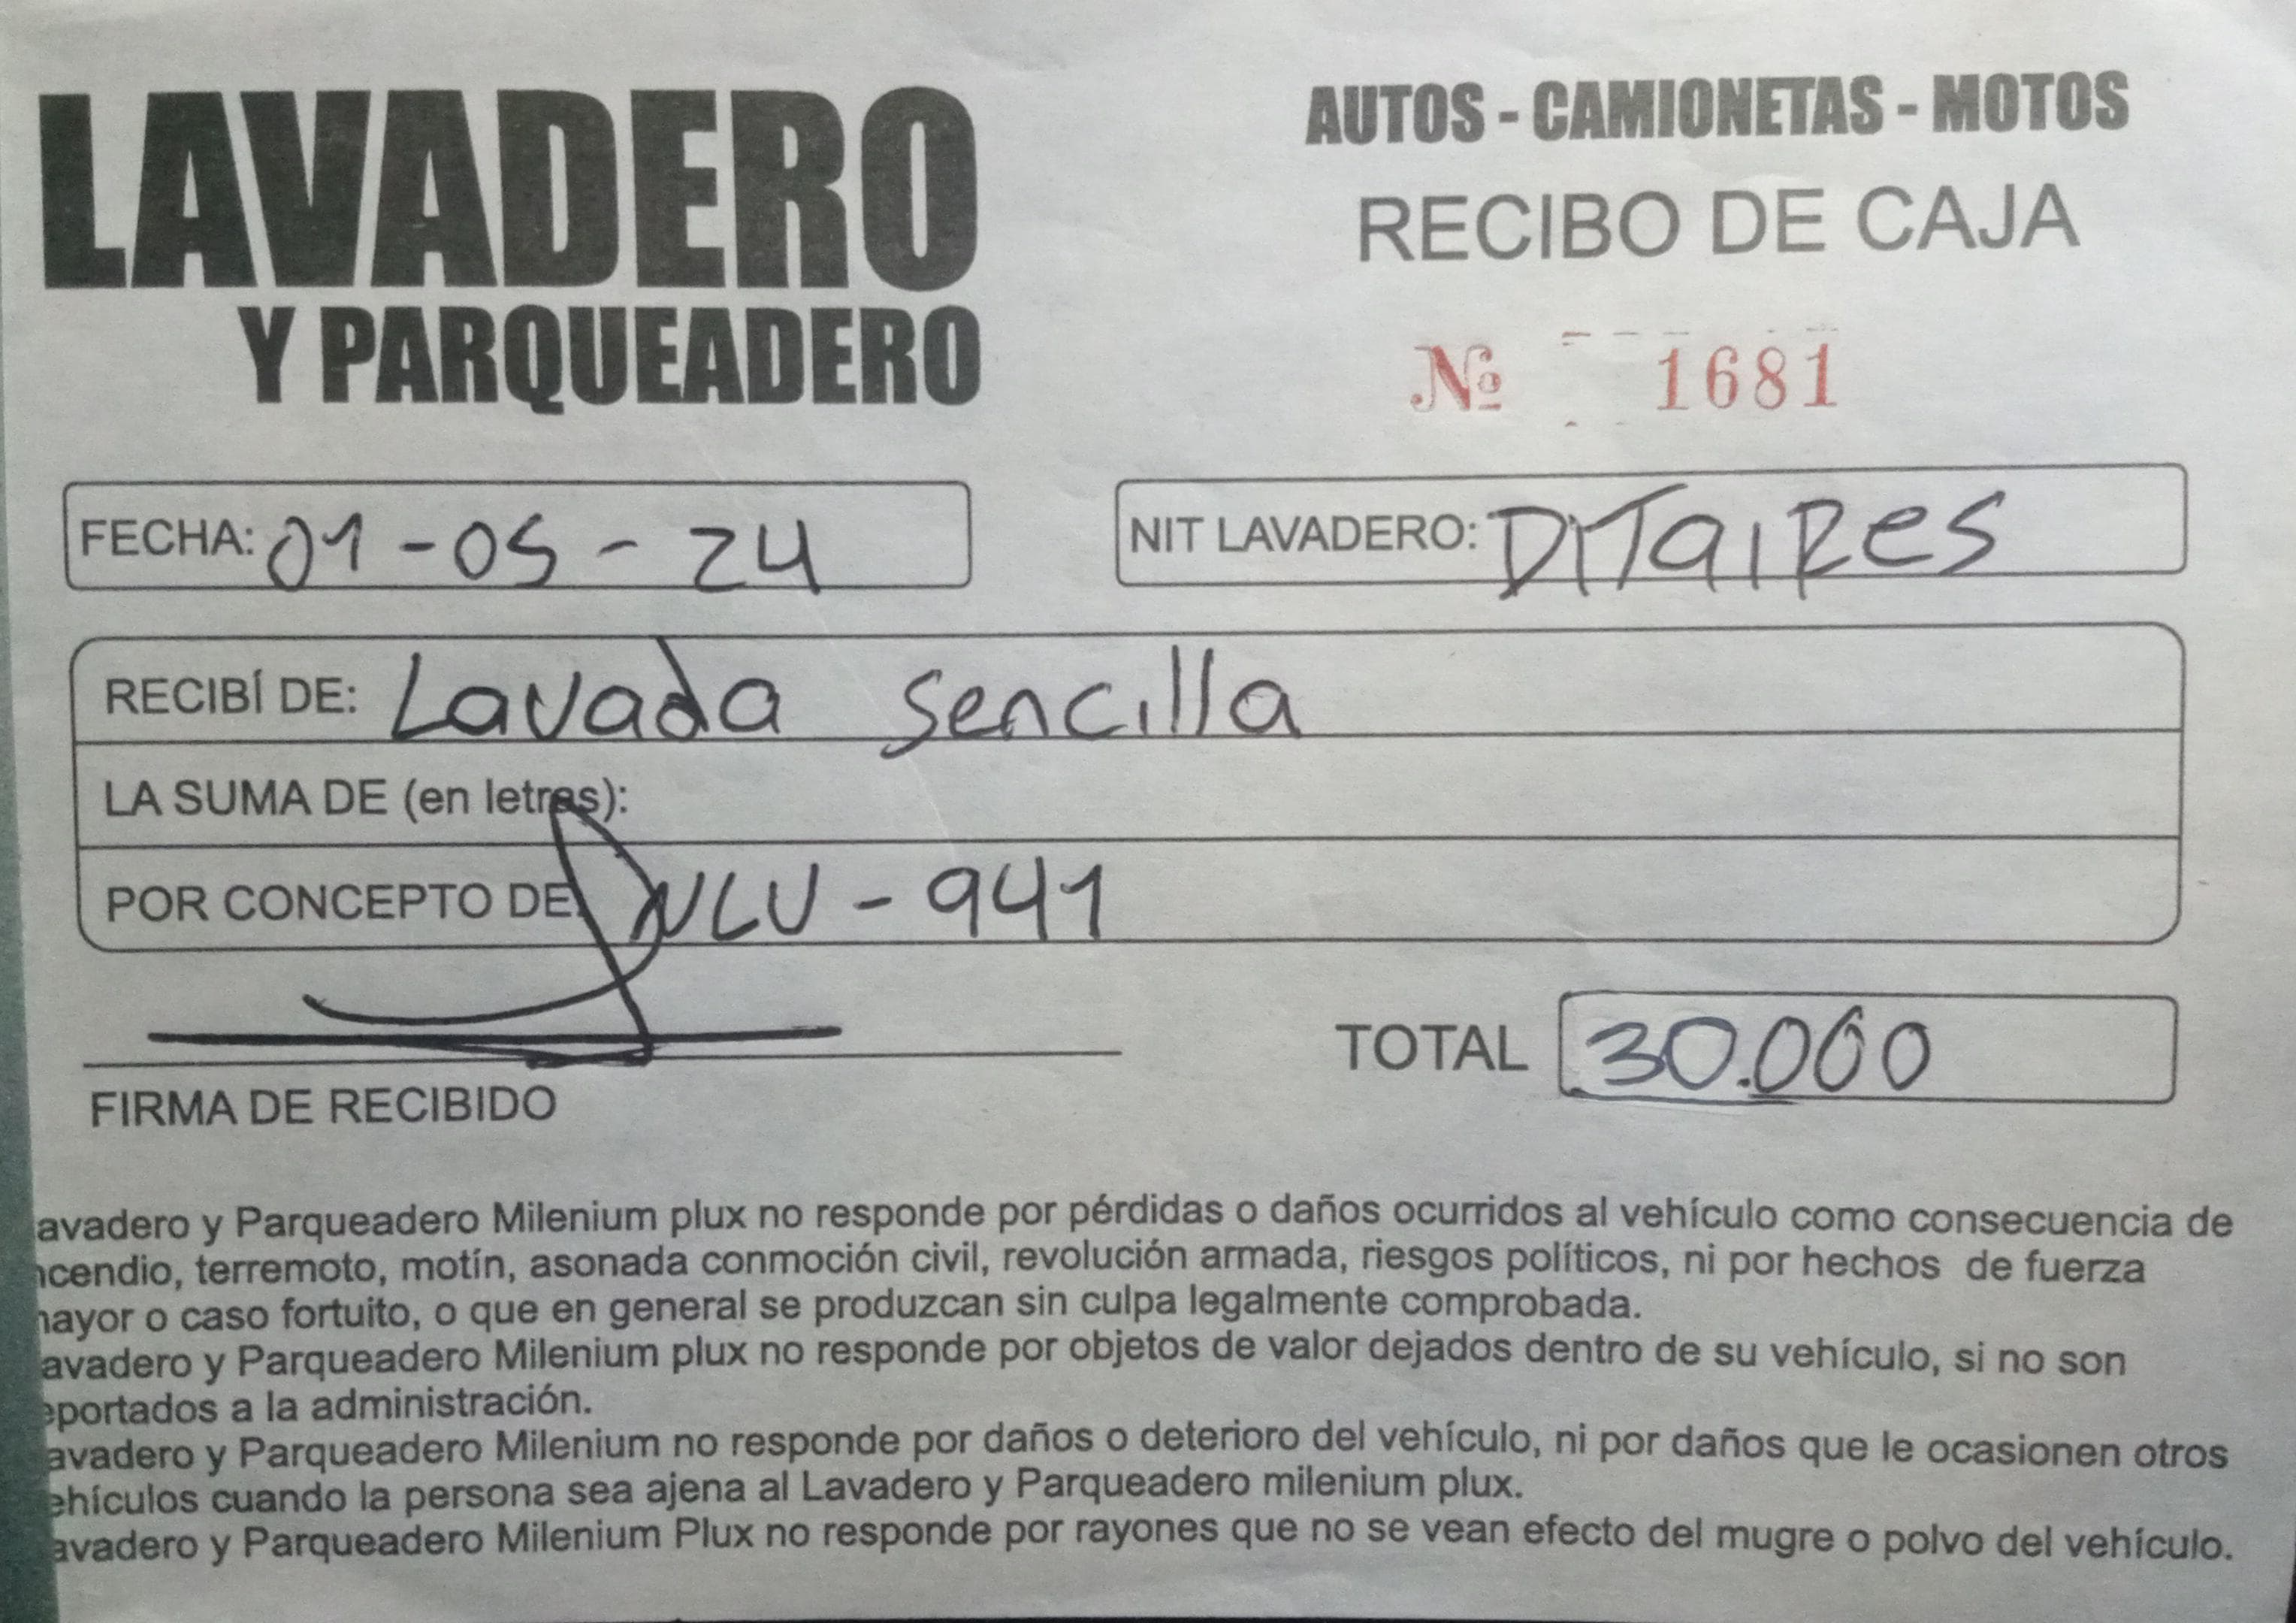 LAVADERO
Y PARQUEADERO
AUTOS - CAMIONETAS - MOTOS
RECIBO DE CAJA
Nº 1681
FECHA: 01-05-24
NIT LAVADERO: DITaiRes
RECIBÍ DE: Lavada sencilla
LA SUMA DE (en letras):
POR CONCEPTO DE: NLU-941
TOTAL 30.000
FIRMA DE RECIBIDO
avadero y Parqueadero Milenium plux no responde por pérdidas o daños ocurridos al vehículo como consecuencia de
ncendio, terremoto, motín, asonada conmoción civil, revolución armada, riesgos políticos, ni por hechos de fuerza
ayor o caso fortuito, o que en general se produzcan sin culpa legalmente comprobada.
avadero y Parqueadero Milenium plux no responde por objetos de valor dejados dentro de su vehículo, si no son
eportados a la administración.
avadero y Parqueadero Milenium no responde por daños o deterioro del vehículo, ni por daños que le ocasionen otros
ehículos cuando la persona sea ajena al Lavadero y Parqueadero milenium plux.
avadero y Parqueadero Milenium Plux no responde por rayones que no se vean efecto del mugre o polvo del vehículo.